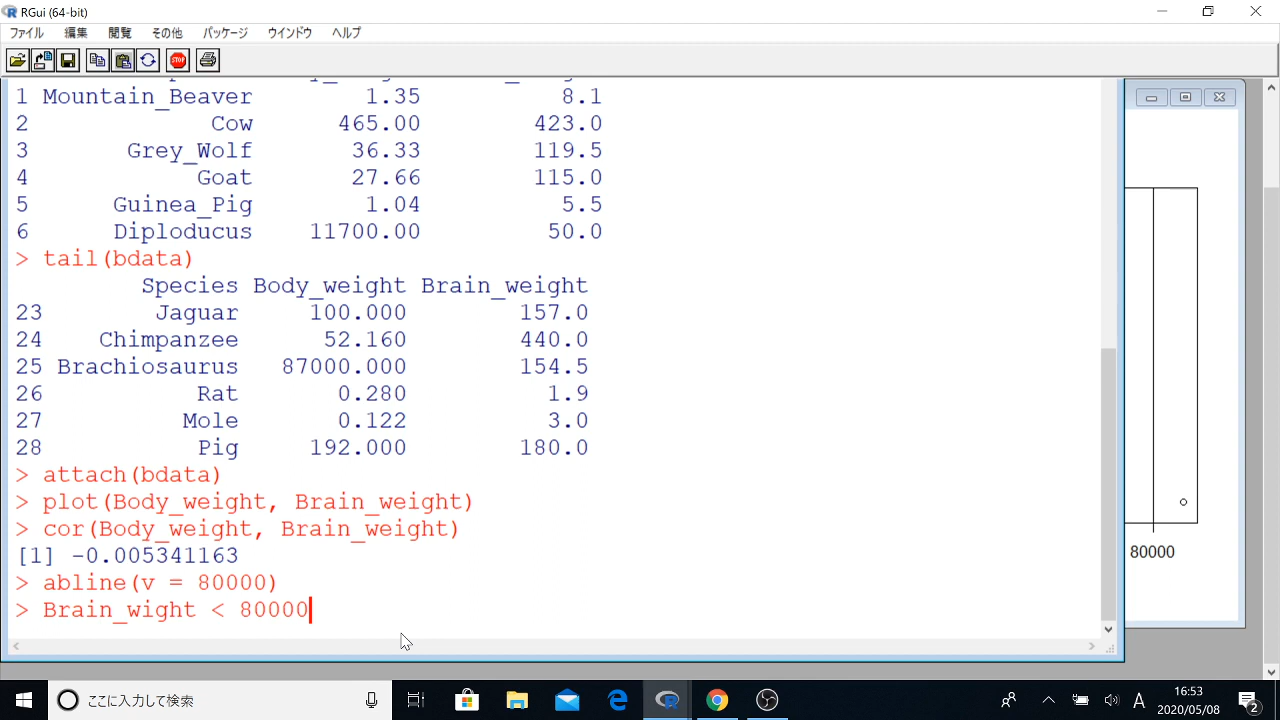 RGui (64-bit)
ファイル 編集 閲覧 その他 パッケージ ウインドウ ヘルプ
STOP
1 Mountain_Beaver 1.35 8.1
2 Cow 465.00 423.0
3 Grey_Wolf 36.33 119.5
4 Goat 27.66 115.0
5 Guinea_Pig 1.04 5.5
6 Diploducus 11700.00 50.0
> tail(bdata)
Species Body_weight Brain_weight
23 Jaguar 100.000 157.0
24 Chimpanzee 52.160 440.0
25 Brachiosaurus 87000.000 154.5
26 Rat 0.280 1.9
27 Mole 0.122 3.0
28 Pig 192.000 180.0
> attach(bdata)
> plot(Body_weight, Brain_weight)
> cor(Body_weight, Brain_weight)
[1] -0.005341163
> abline(v = 80000)
> Brain_wight < 80000
80000
ここに入力して検索
A
16:53
2020/05/08
2